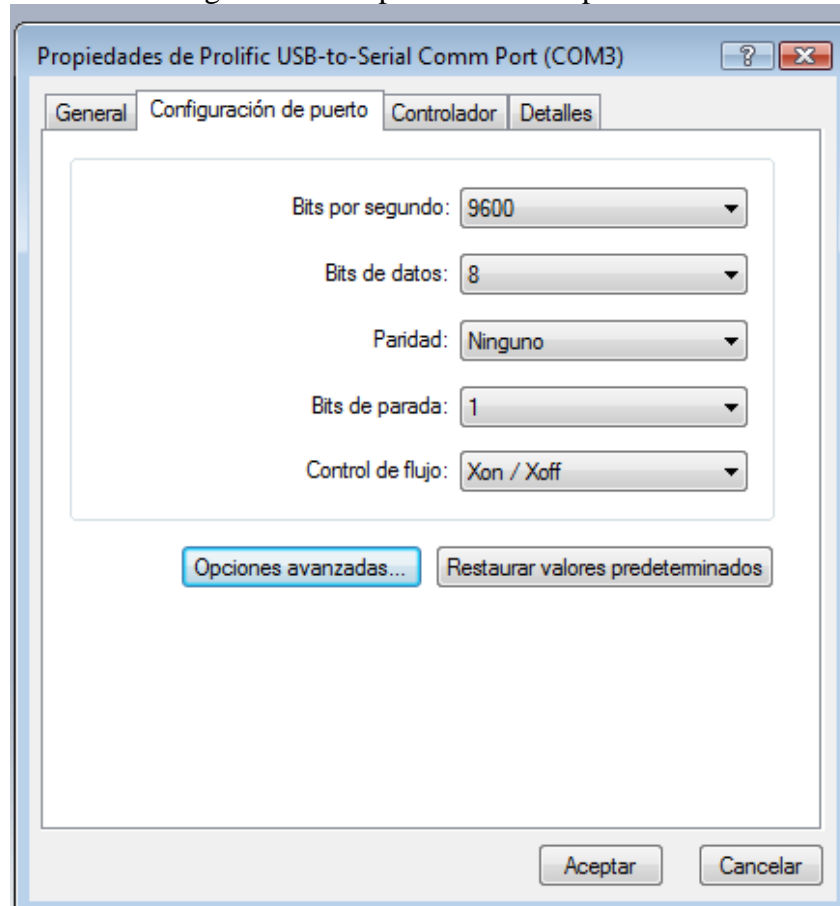 Propiedades de Prolific USB-to-Serial Comm Port (COM3)
General Configuración de puerto Controlador Detalles
Bits por segundo: 9600
Bits de datos: 8
Paridad: Ninguno
Bits de parada: 1
Control de flujo: Xon / Xoff
Opciones avanzadas... Restaurar valores predeterminados
Aceptar Cancelar